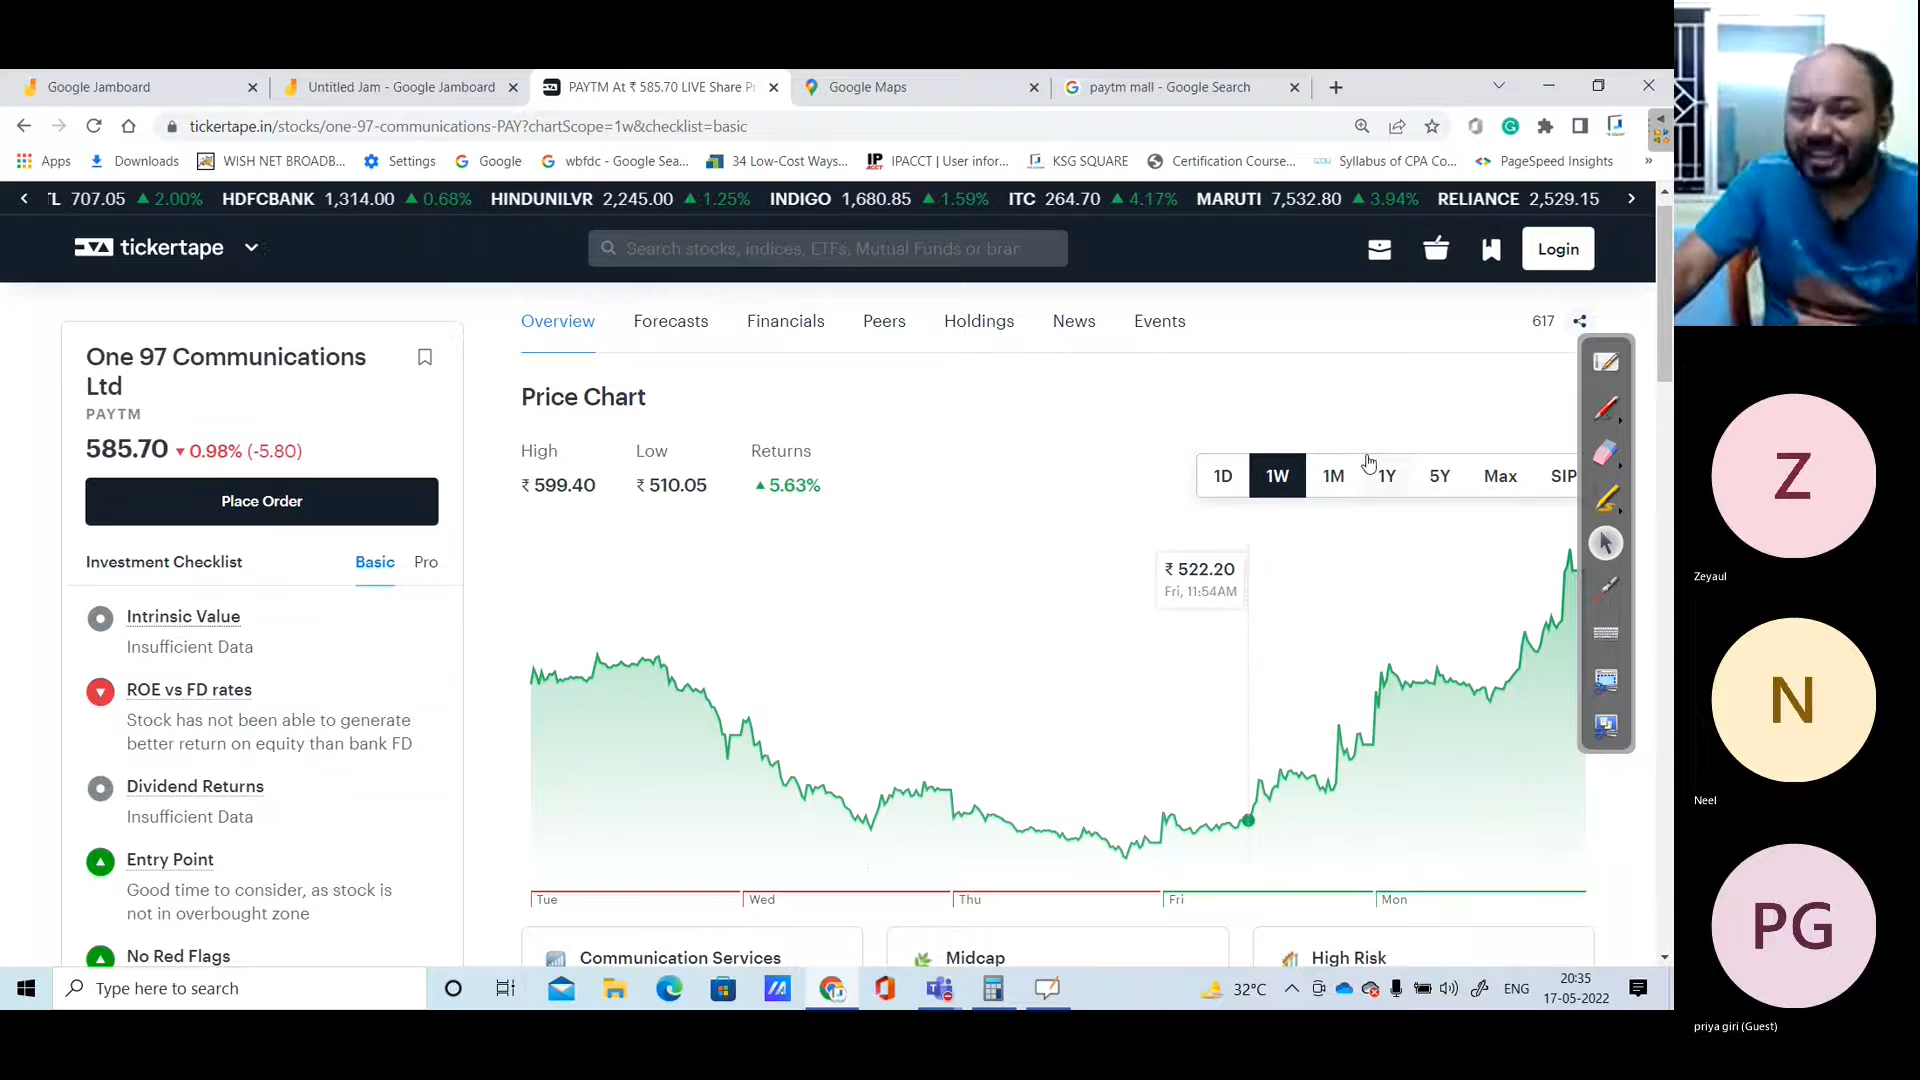 Google Jamboard
Untitled Jam - Google Jamboard
PAYTM At ₹ 585.70 LIVE Share Pr
Google Maps
paytm mall - Google Search
tickertape.in/stocks/one-97-communications-PAY?chartScope=1w&checklist=basic
Apps
Downloads
WISH NET BROADB...
Settings
Google
wbfdc - Google Sea...
34 Low-Cost Ways...
IPACCT | User infor...
KSG SQUARE
Certification Course...
Syllabus of CPA Co...
PageSpeed Insights
»
TL 707.05 ▲ 2.00% HDFCBANK 1,314.00 ▲ 0.68% HINDUNILVR 2,245.00 ▲ 1.25% INDIGO 1,680.85 ▲ 1.59% ITC 264.70 ▲ 4.17% MARUTI 7,532.80 ▲ 3.94% RELIANCE 2,529.15
tickertape
Search stocks, indices, ETFs, Mutual Funds or brar
Login
Overview Forecasts Financials Peers Holdings News Events
617
One 97 Communications
Ltd
PAYTM
585.70 ▼ 0.98% (-5.80)
Place Order
Investment Checklist Basic Pro
Intrinsic Value
Insufficient Data
ROE vs FD rates
Stock has not been able to generate
better return on equity than bank FD
Dividend Returns
Insufficient Data
Entry Point
Good time to consider, as stock is
not in overbought zone
No Red Flags
Price Chart
High Low Returns
₹ 599.40 ₹ 510.05 ▲ 5.63%
1D 1W 1M 1Y 5Y Max SIP
₹ 522.20
Fri, 11:54AM
Tue Wed Thu Fri Mon
Communication Services
Midcap
High Risk
Type here to search
32°C
ENG
20:35
17-05-2022
Z
Zeyaul
N
Neel
PG
priya giri (Guest)